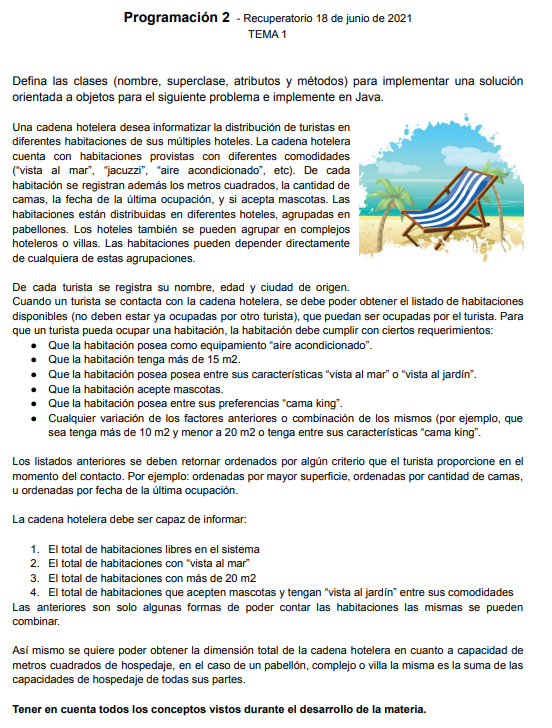 Programación 2 - Recuperatorio 18 de junio de 2021
TEMA 1
Defina las clases (nombre, superclase, atributos y métodos) para implementar una solución
orientada a objetos para el siguiente problema e implemente en Java.
Una cadena hotelera desea informatizar la distribución de turistas en
diferentes habitaciones de sus múltiples hoteles. La cadena hotelera
cuenta con habitaciones provistas con diferentes comodidades
("vista al mar", "jacuzzi", "aire acondicionado", etc). De cada
habitación se registran además los metros cuadrados, la cantidad de
camas, la fecha de la última ocupación, y si acepta mascotas. Las
habitaciones están distribuidas en diferentes hoteles, agrupadas en
pabellones. Los hoteles también se pueden agrupar en complejos
hoteleros o villas. Las habitaciones pueden depender directamente
de cualquiera de estas agrupaciones.
De cada turista se registra su nombre, edad y ciudad de origen.
Cuando un turista se contacta con la cadena hotelera, se debe poder obtener el listado de habitaciones
disponibles (no deben estar ya ocupadas por otro turista), que puedan ser ocupadas por el turista. Para
que un turista pueda ocupar una habitación, la habitación debe cumplir con ciertos requerimientos:
● Que la habitación posea como equipamiento "aire acondicionado".
● Que la habitación tenga más de 15 m2.
● Que la habitación posea posea entre sus características "vista al mar" o "vista al jardín".
● Que la habitación acepte mascotas.
● Que la habitación posea entre sus preferencias "cama king".
● Cualquier variación de los factores anteriores o combinación de los mismos (por ejemplo, que
sea tenga más de 10 m2 y menor a 20 m2 o tenga entre sus características "cama king".
Los listados anteriores se deben retornar ordenados por algún criterio que el turista proporcione en el
momento del contacto. Por ejemplo: ordenadas por mayor superficie, ordenadas por cantidad de camas,
u ordenadas por fecha de la última ocupación.
La cadena hotelera debe ser capaz de informar:
1. El total de habitaciones libres en el sistema
2. El total de habitaciones con "vista al mar"
3. El total de habitaciones con más de 20 m2
4. El total de habitaciones que acepten mascotas y tengan "vista al jardín" entre sus comodidades
Las anteriores son solo algunas formas de poder contar las habitaciones las mismas se pueden
combinar.
Así mismo se quiere poder obtener la dimensión total de la cadena hotelera en cuanto a capacidad de
metros cuadrados de hospedaje, en el caso de un pabellón, complejo o villa la misma es la suma de las
capacidades de hospedaje de todas sus partes.
Tener en cuenta todos los conceptos vistos durante el desarrollo de la materia.